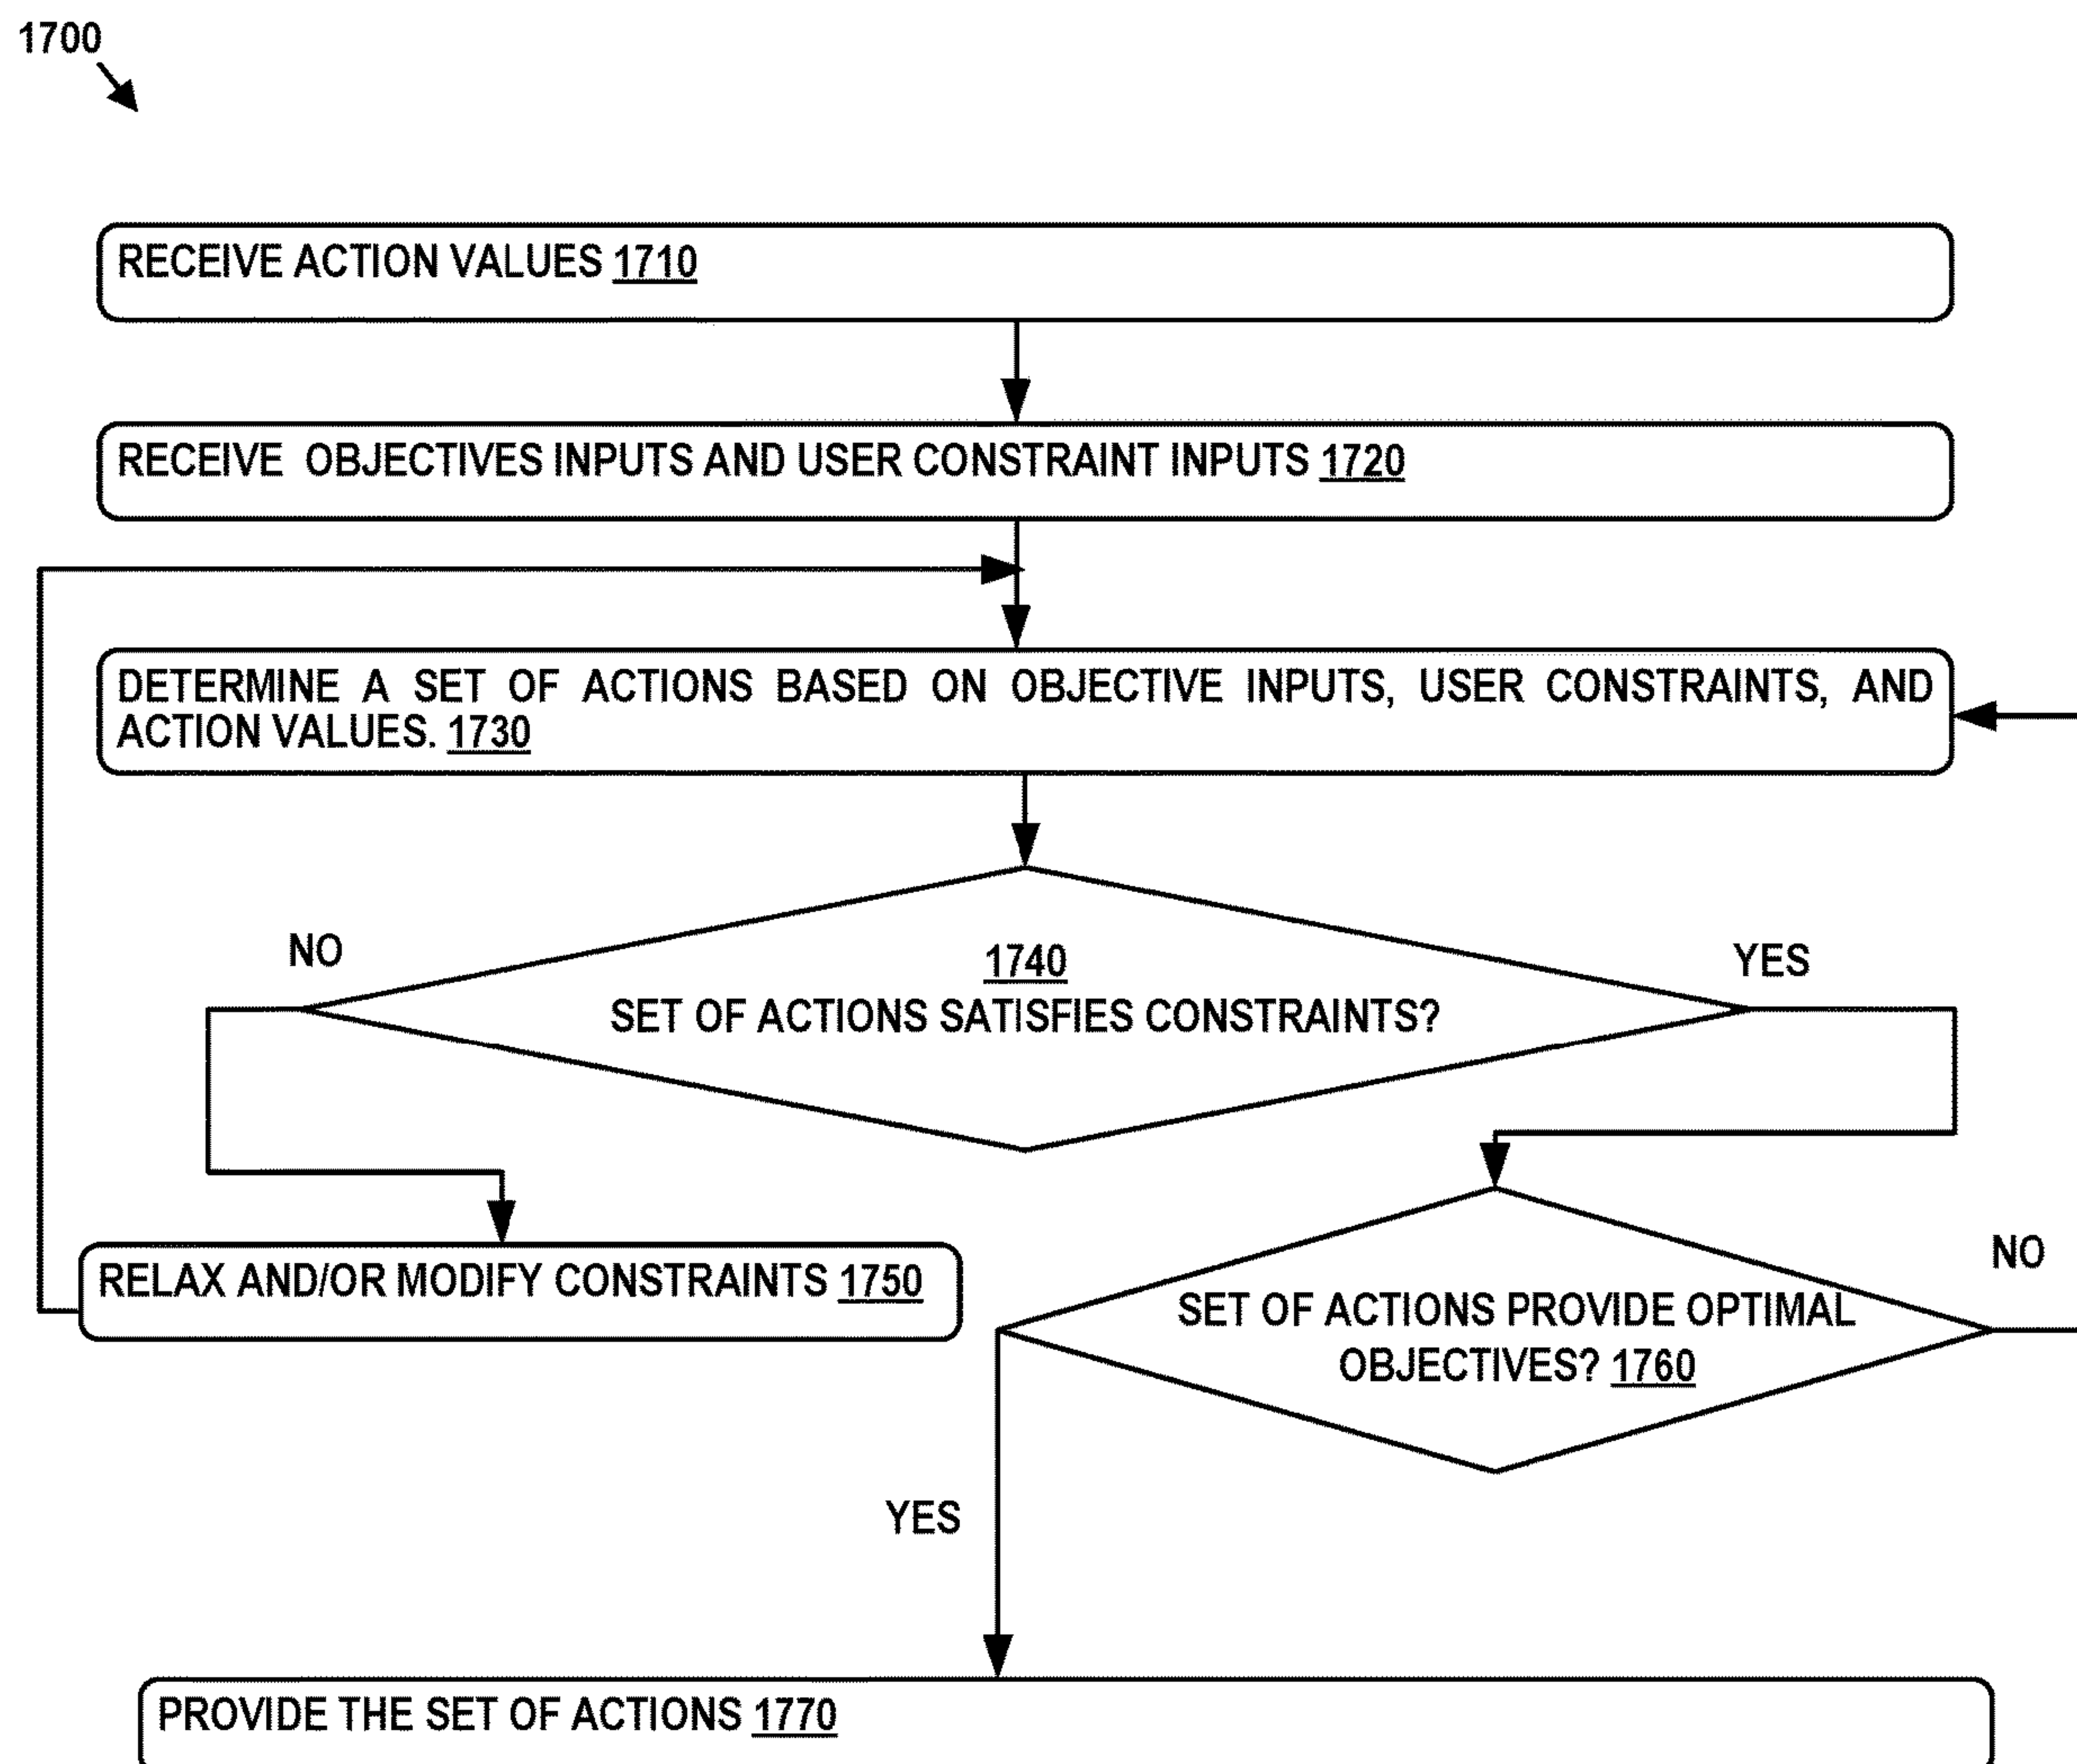 1700
RECEIVE ACTION VALUES 1710
RECEIVE OBJECTIVES INPUTS AND USER CONSTRAINT INPUTS 1720
DETERMINE A SET OF ACTIONS BASED ON OBJECTIVE INPUTS, USER CONSTRAINTS, AND
ACTION VALUES. 1730
NO
1740
YES
SET OF ACTIONS SATISFIES CONSTRAINTS?
RELAX AND/OR MODIFY CONSTRAINTS 1750
NO
SET OF ACTIONS PROVIDE OPTIMAL
OBJECTIVES? 1760
YES
PROVIDE THE SET OF ACTIONS 1770